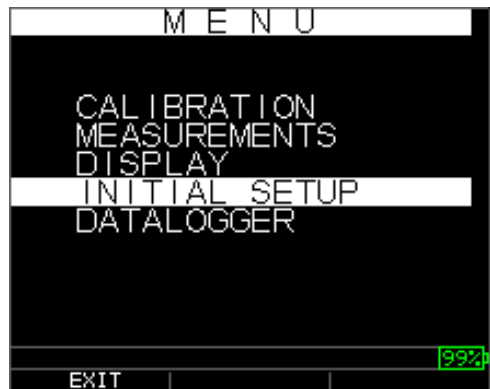 MENU
CALIBRATION
MEASUREMENTS
DISPLAY
INITIAL SETUP
DATALOGGER
99%
EXIT